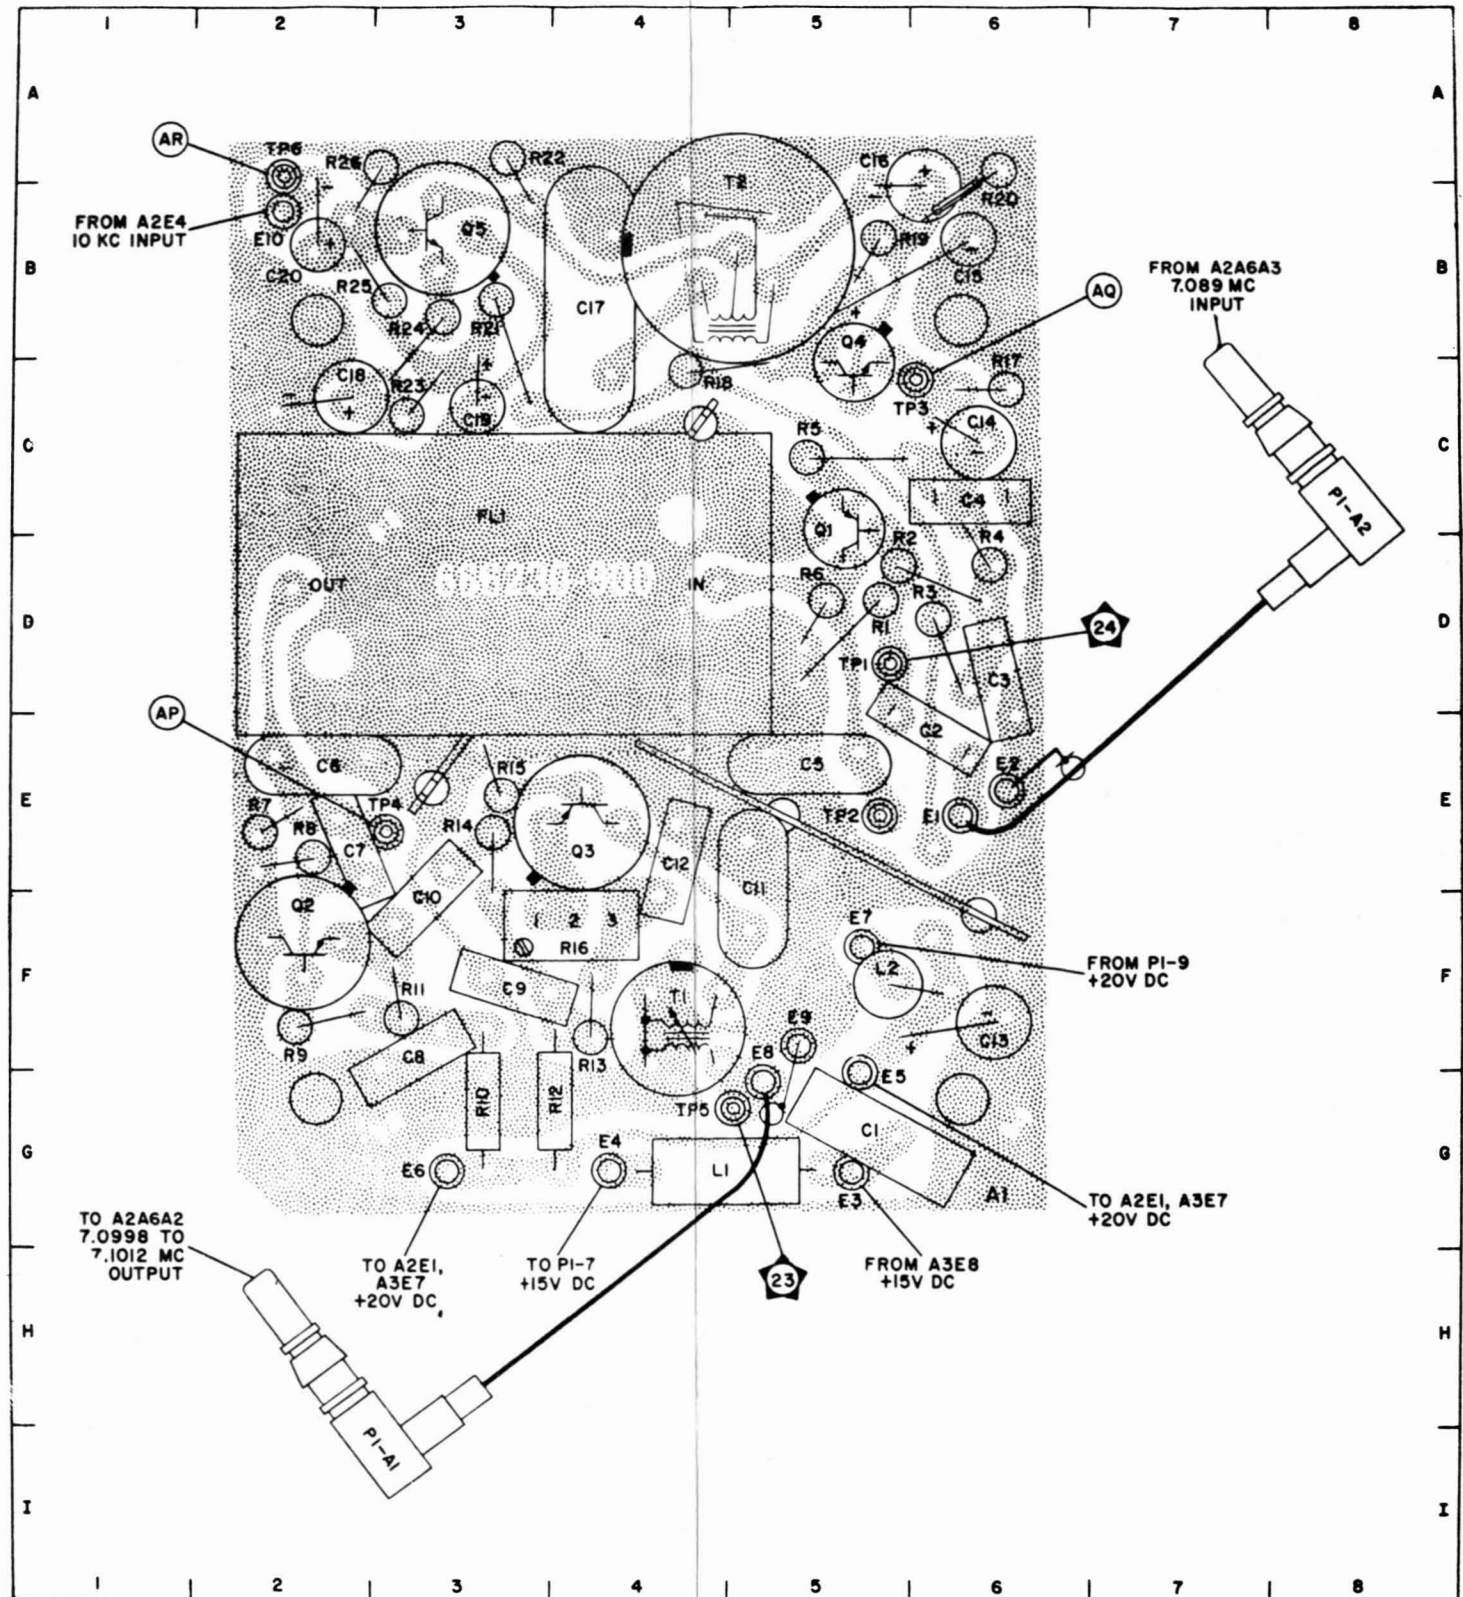 1 2 3 4 5 6 7 8
A A
AR
TP6
R26
R22
T2
C16
R20
FROM A2E4
10 KC INPUT
E10
C20
Q5
R19
C15
B B
R25
R24
R21
C17
AQ
FROM A2A6A3
7.089 MC
INPUT
Q4
R17
C18
R23
C19
R18
TP3
C14
C C
R5
C4
FL1
Q1
R2
R4
P1-A2
OUT
666230 900
IN
R6
R3
R1
24
D D
TP1
C3
AP
C2
C6
R15
C5
E2
E E
R7
R8
TP4
R14
TP2
E1
C7
Q3
C12
C11
Q2
C10
1 2 3
R16
E7
L2
FROM P1-9
+20V DC
F F
R11
C9
T1
E9
C13
R9
C8
R13
E8
E5
R10
R12
TP5
C1
G G
E6
E4
L1
E3
A1
TO A2E1, A3E7
+20V DC
TO A2A6A2
7.0998 TO
7.1012 MC
OUTPUT
TO A2E1,
A3E7
+20V DC
TO P1-7
+15V DC
23
FROM A3E8
+15V DC
H H
P1-A1
I I
1 2 3 4 5 6 7 8